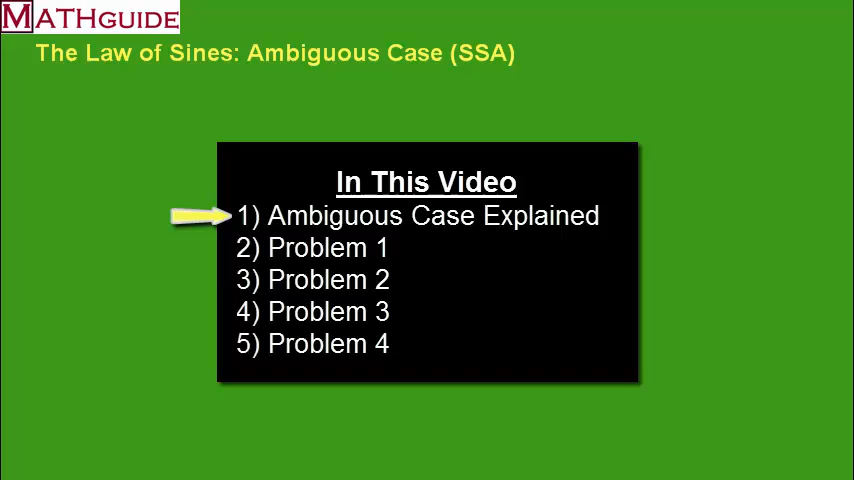 MATHGUIDE
The Law of Sines: Ambiguous Case (SSA)
In This Video
1) Ambiguous Case Explained
2) Problem 1
3) Problem 2
4) Problem 3
5) Problem 4